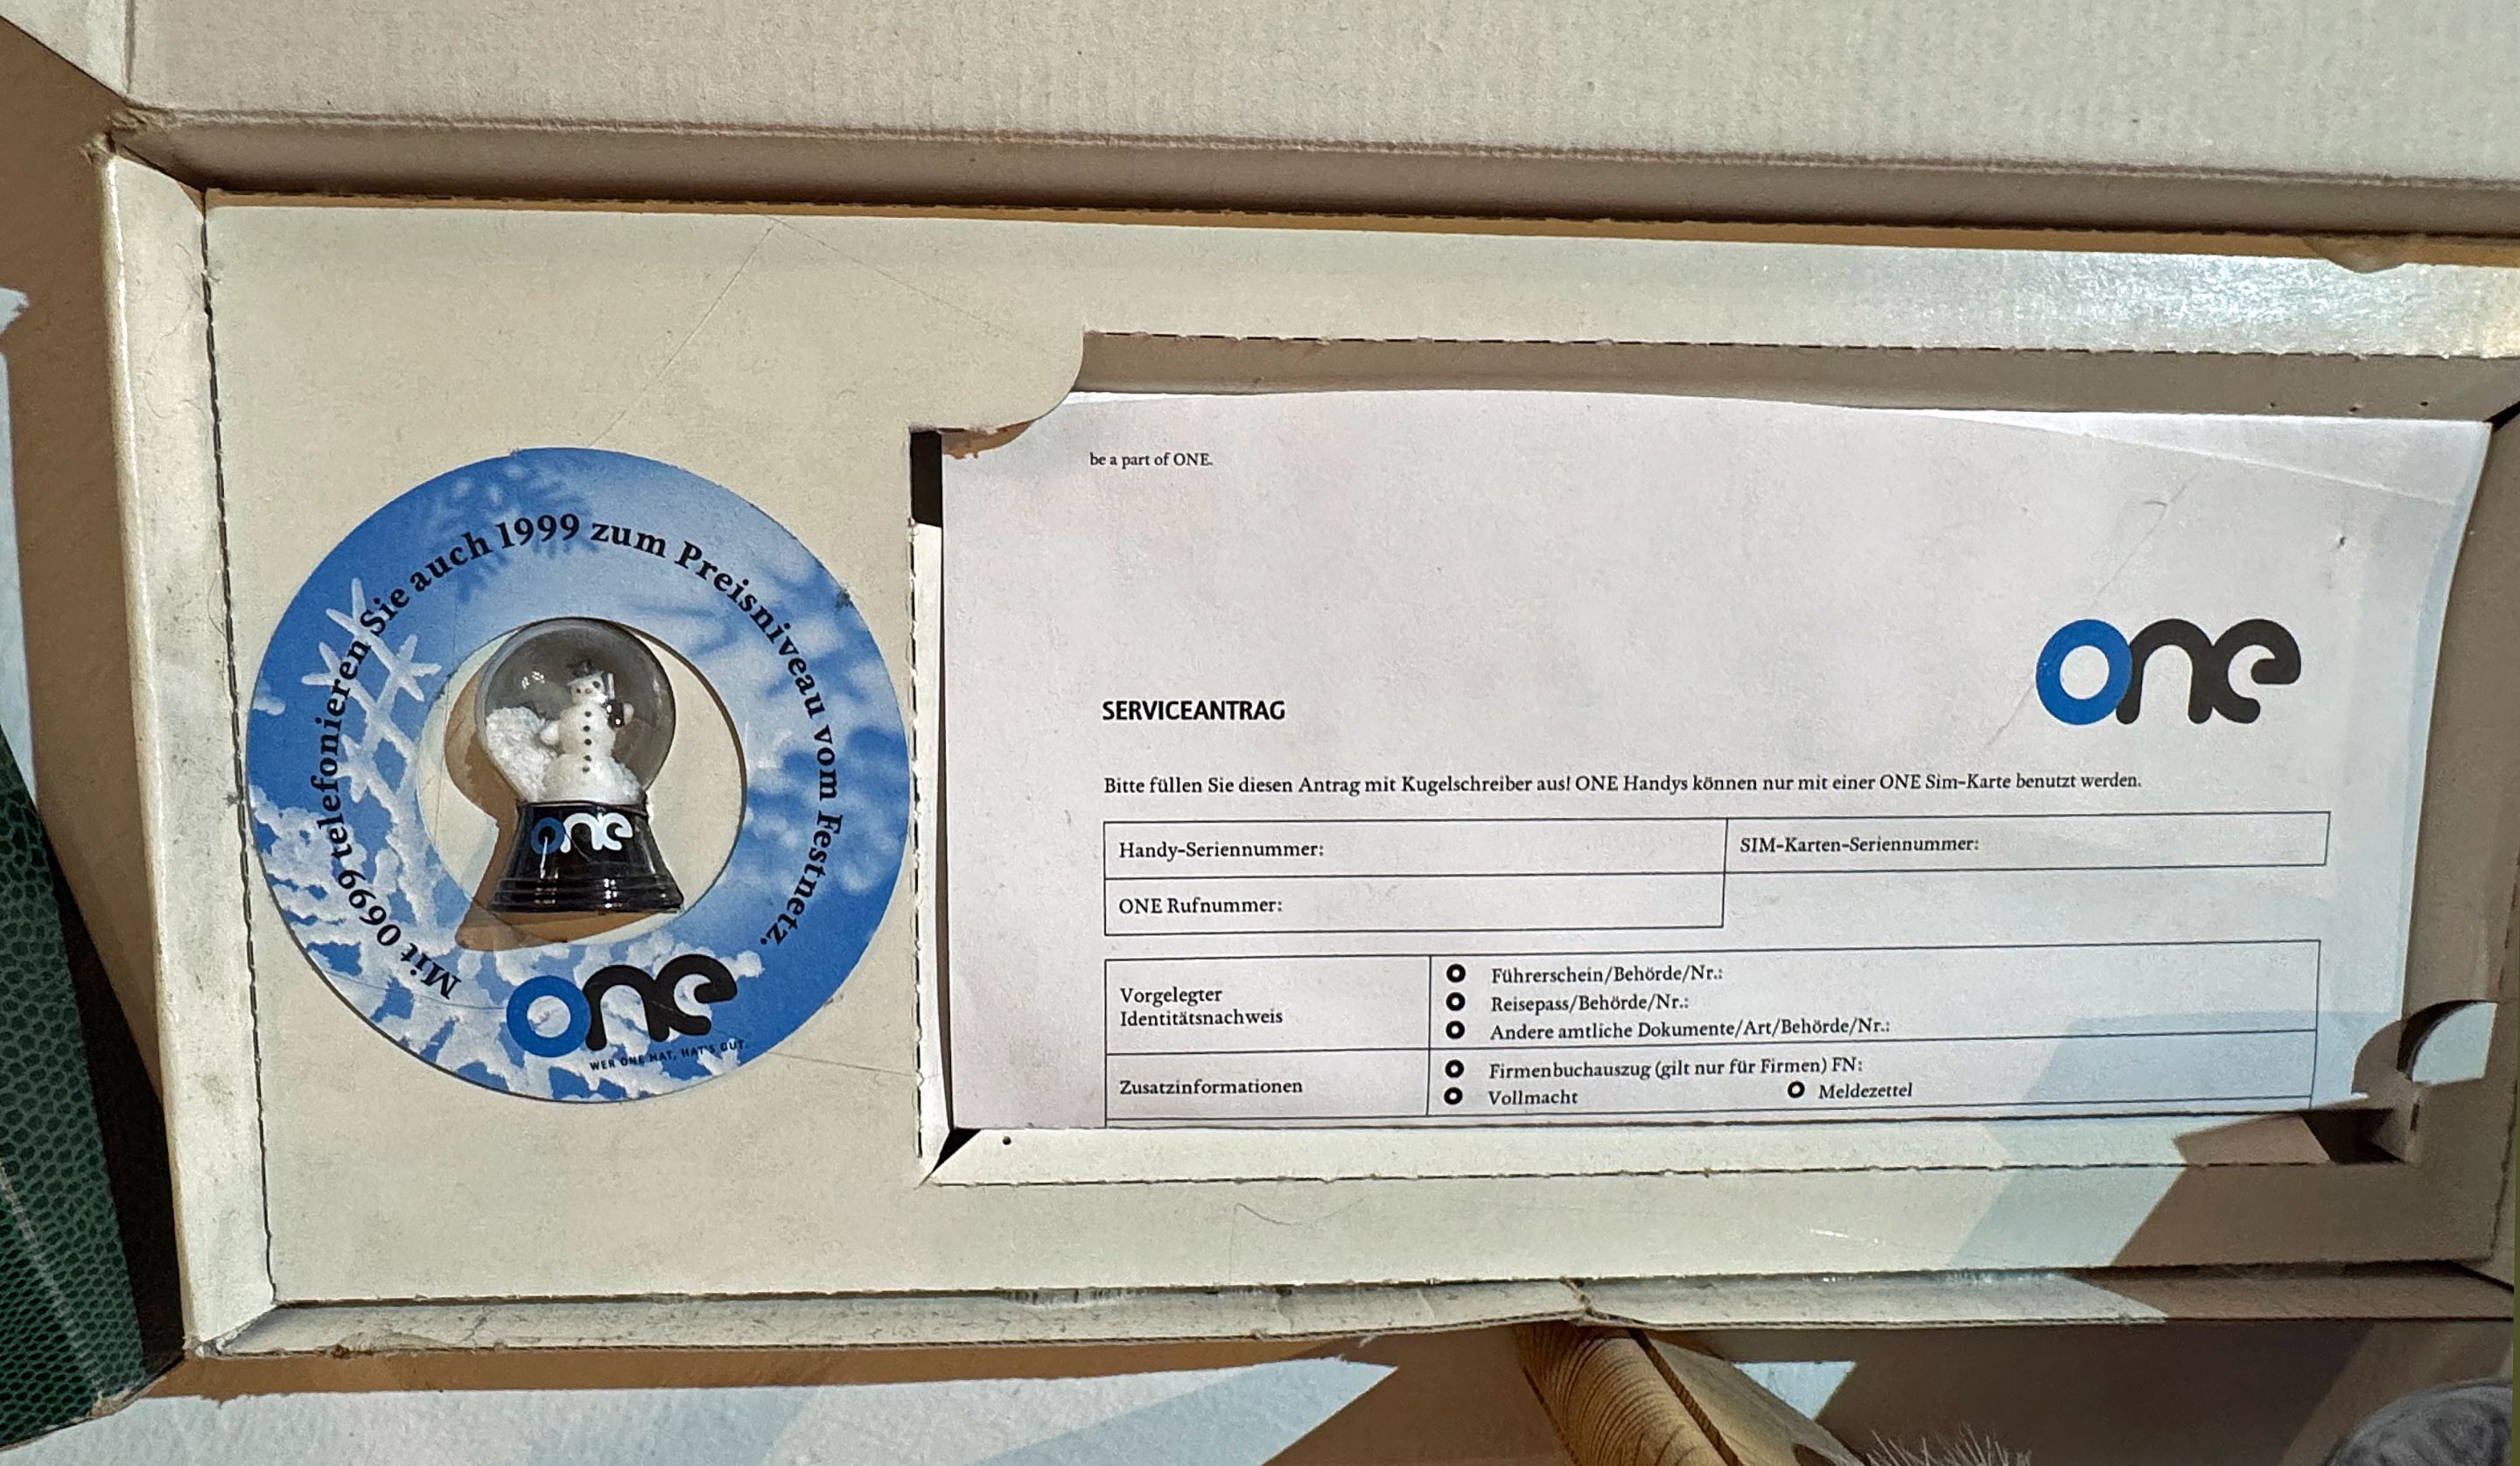 Mit 0699 telefonieren Sie auch 1999 zum Preisniveau vom Festnetz.
one
one
WER ONE HAT, HAT'S GUT.
be a part of ONE.
one
SERVICEANTRAG
Bitte füllen Sie diesen Antrag mit Kugelschreiber aus! ONE Handys können nur mit einer ONE Sim-Karte benutzt werden.
Handy-Seriennummer:
SIM-Karten-Seriennummer:
ONE Rufnummer:
Vorgelegter
Identitätsnachweis
Führerschein/Behörde/Nr.:
Reisepass/Behörde/Nr.:
Andere amtliche Dokumente/Art/Behörde/Nr.:
Zusatzinformationen
Firmenbuchauszug (gilt nur für Firmen) FN:
Vollmacht
Meldezettel